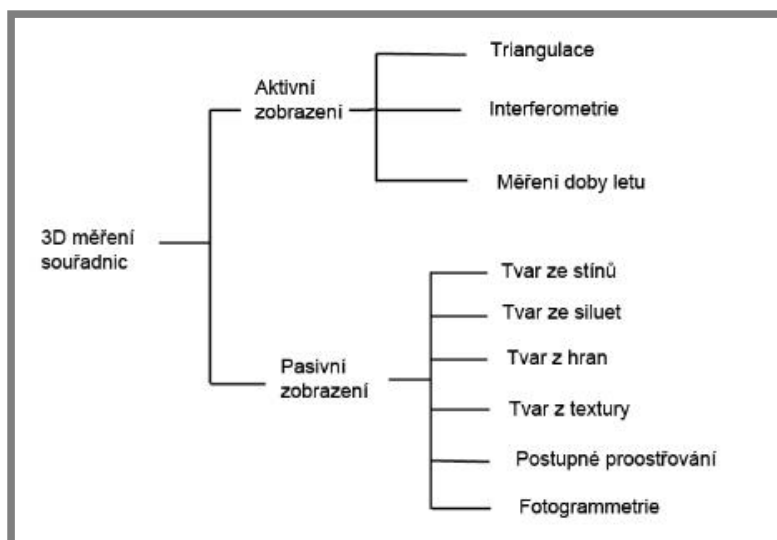 3D měření
souřadnic
Aktivní
zobrazení
Triangulace
Interferometrie
Měření doby letu
Pasivní
zobrazení
Tvar ze stínů
Tvar ze siluet
Tvar z hran
Tvar z textury
Postupné proostřování
Fotogrammetrie